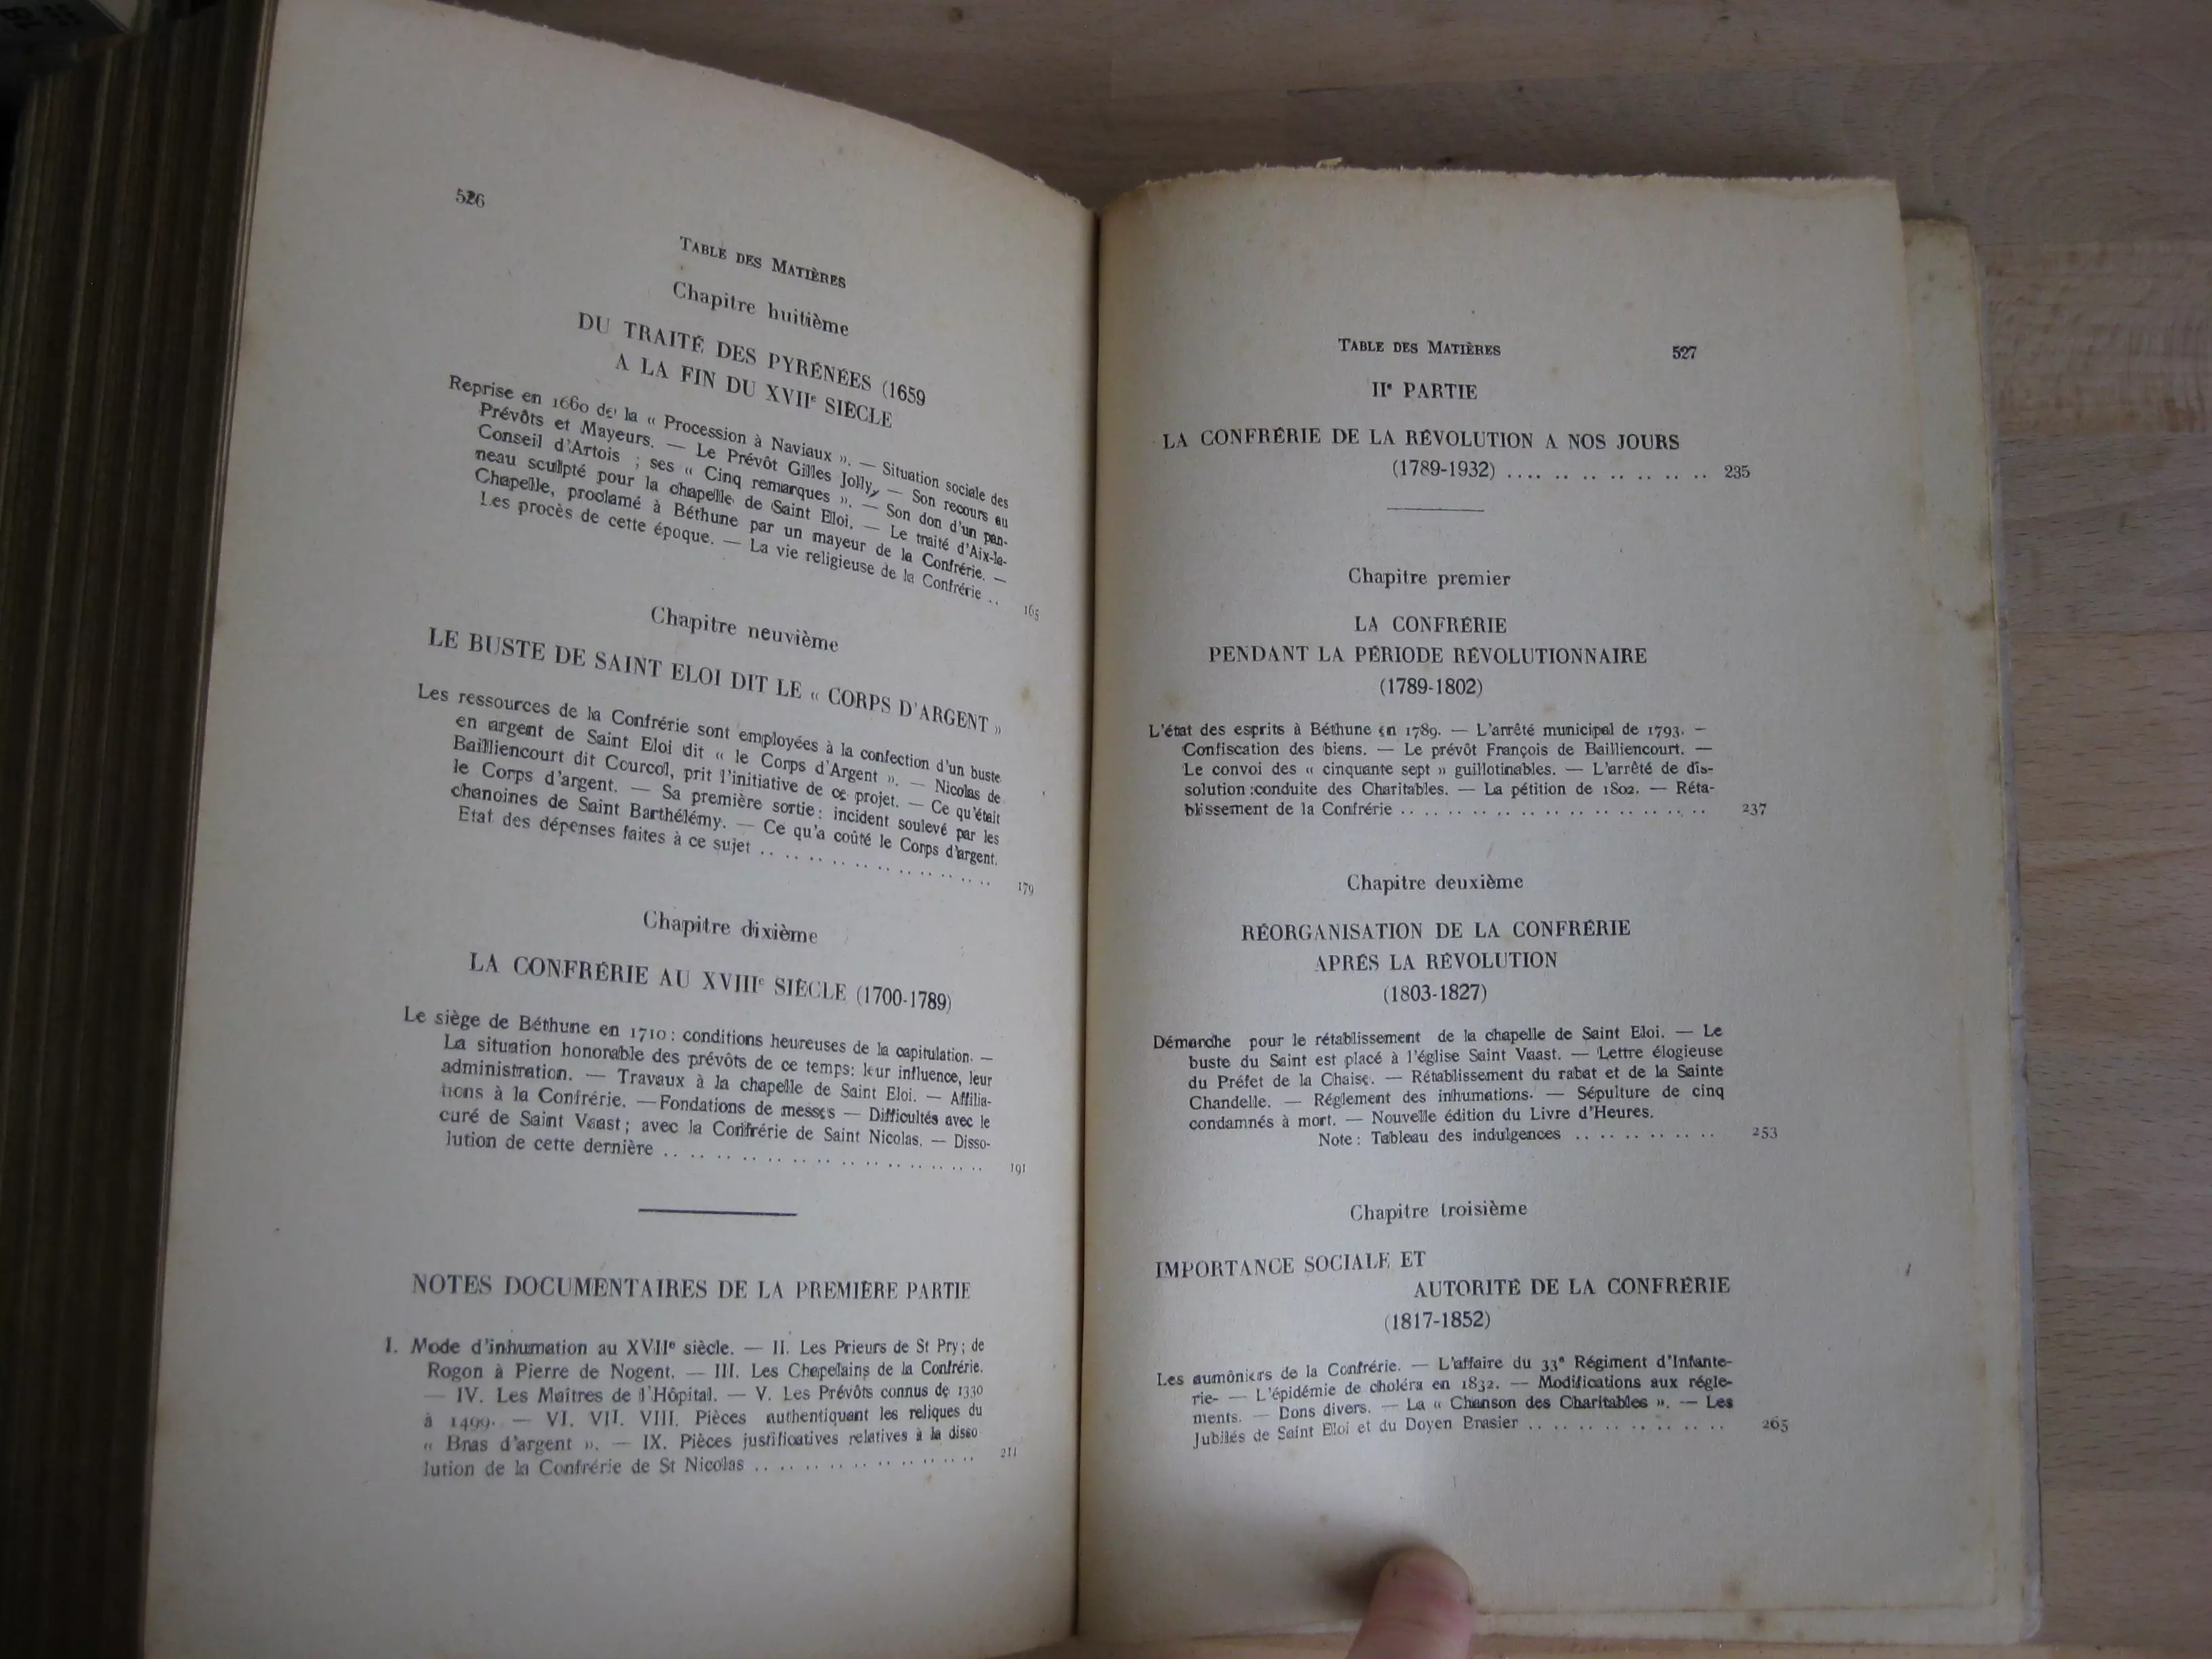 526
TABLE DES MATIÈRES
Chapitre huitième
DU TRAITÉ DES PYRÉNÉES (1659
A LA FIN DU XVIIe SIÈCLE
Reprise en 1660 de la « Procession à Naviaux ». — Situation sociale des
Prévôts et Mayeurs. — Le Prévôt Gilles Jolly, — Son recours au
Conseil d'Artois ; ses « Cinq remarques ». — Son don d'un pan-
neau sculpté pour la chapelle de Saint Eloi. — Le traité d'Aix-la-
Chapelle, proclamé à Béthune par un mayeur de la Confrérie. —
Les procès de cette époque. — La vie religieuse de la Confrérie .. 165
Chapitre neuvième
LE BUSTE DE SAINT ELOI DIT LE « CORPS D'ARGENT »
Les ressources de la Confrérie sont employées à la confection d'un buste
en argent de Saint Eloi dit « le Corps d'Argent ». — Nicolas de
Bailliencourt dit Courcol, prit l'initiative de ce projet. — Ce qu'était
le Corps d'argent. — Sa première sortie : incident soulevé par les
chanoines de Saint Barthélémy. — Ce qu'a coûté le Corps d'argent.
Etat des dépenses faites à ce sujet .. .. .. .. .. .. .. .. .. 179
Chapitre dixième
LA CONFRÉRIE AU XVIIIe SIÈCLE (1700-1789)
Le siège de Béthune en 1710 : conditions heureuses de la capitulation. —
La situation honorable des prévôts de ce temps: leur influence, leur
administration. — Travaux à la chapelle de Saint Eloi. — Affilia-
tions à la Confrérie. —Fondations de messes — Difficultés avec le
curé de Saint Vaast ; avec la Confrérie de Saint Nicolas. — Disso-
lution de cette dernière .. .. .. .. .. .. .. .. .. .. .. .. 191
NOTES DOCUMENTAIRES DE LA PREMIÈRE PARTIE
I. Mode d'inhumation au XVIIe siècle. — II. Les Prieurs de St Pry ; de
Rogon à Pierre de Nogent. — III. Les Chapelains de la Confrérie.
— IV. Les Maîtres de l'Hôpital. — V. Les Prévôts connus de 1330
à 1499. — VI. VII. VIII. Pièces authentiquant les reliques du
« Bras d'argent ». — IX. Pièces justificatives relatives à la disso
lution de la Confrérie de St Nicolas .. .. .. .. .. .. .. .. .. 211
TABLE DES MATIÈRES 527
IIe PARTIE
LA CONFRÉRIE DE LA RÉVOLUTION A NOS JOURS
(1789-1932) .... .. .. .. .. .. .. .. 235
Chapitre premier
LA CONFRÉRIE
PENDANT LA PÉRIODE RÉVOLUTIONNAIRE
(1789-1802)
L'état des esprits à Béthune en 1789. — L'arrêté municipal de 1793. —
Confiscation des biens. — Le prévôt François de Bailliencourt. —
Le convoi des « cinquante sept » guillotinables. — L'arrêté de dis-
solution :conduite des Charitables. — La pétition de 1802. — Réta-
blissement de la Confrérie .. .. .. .. .. .. .. .. .. .. .. .. 237
Chapitre deuxième
RÉORGANISATION DE LA CONFRÉRIE
APRÈS LA RÉVOLUTION
(1803-1827)
Démarche pour le rétablissement de la chapelle de Saint Eloi. — Le
buste du Saint est placé à l'église Saint Vaast. — Lettre élogieuse
du Préfet de la Chaise. — Rétablissement du rabat et de la Sainte
Chandelle. — Réglement des inhumations. — Sépulture de cinq
condamnés à mort. — Nouvelle édition du Livre d'Heures.
Note : Tableau des indulgences .. .. .. .. .. .. 253
Chapitre troisième
IMPORTANCE SOCIALE ET
AUTORITÉ DE LA CONFRÉRIE
(1817-1852)
Les aumôniers de la Confrérie. — L'affaire du 33e Régiment d'Infante-
rie- — L'épidémie de choléra en 1832. — Modifications aux régle-
ments. — Dons divers. — La « Chanson des Charitables ». — Les
Jubilés de Saint Eloi et du Doyen Brasier .. .. .. .. .. .. .. .. 265